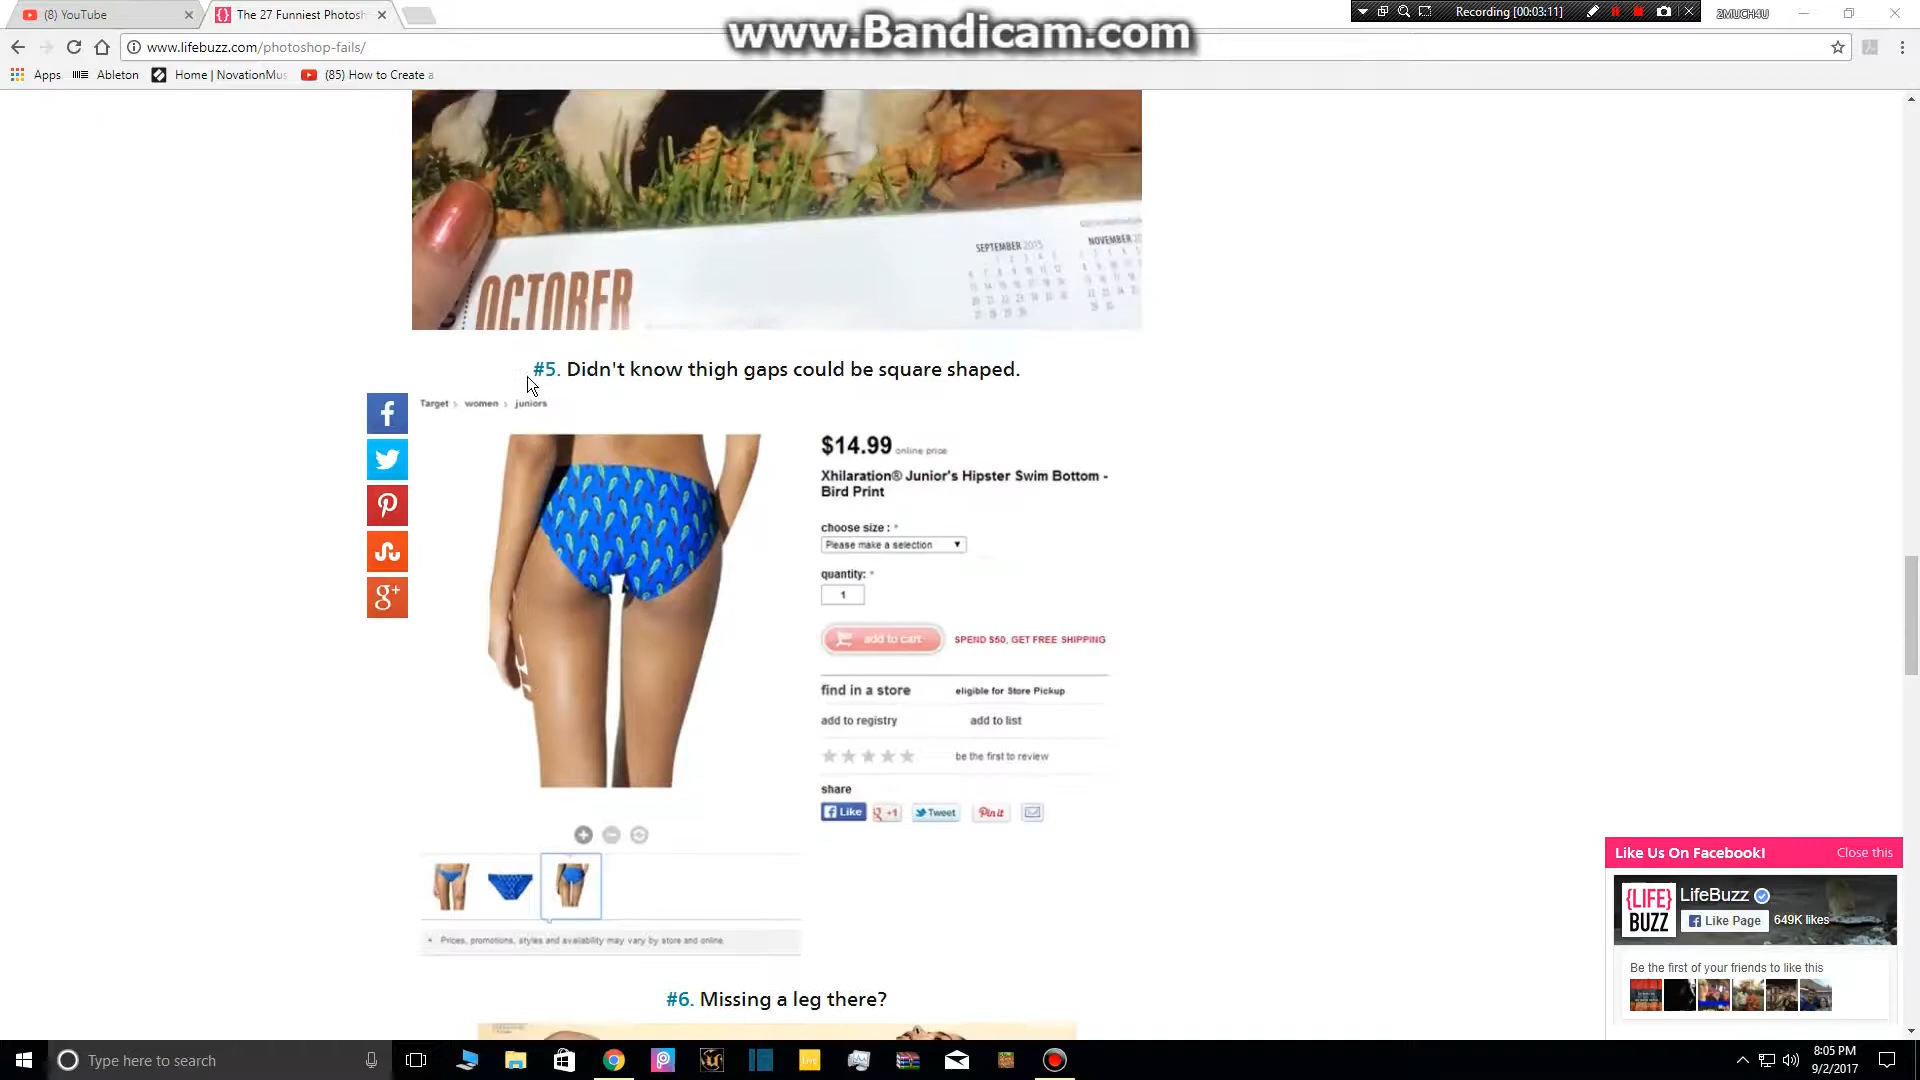 (8) YouTube
The 27 Funniest Photosh
www.Bandicam.com
Recording [00:03:11]
2MUCH4U
www.lifebuzz.com/photoshop-fails/
Apps
Ableton
Home | NovationMus
(85) How to Create a
SEPTEMBER 2015
NOVEMBER
OCTOBER
#5. Didn't know thigh gaps could be square shaped.
Target > women > juniors
$14.99 online price
Xhilaration® Junior's Hipster Swim Bottom -
Bird Print
choose size : *
Please make a selection
quantity: *
1
add to cart
SPEND $50, GET FREE SHIPPING
find in a store
eligible for Store Pickup
add to registry
add to list
be the first to review
share
Like
+1
Tweet
Pin it
Prices, promotions, styles and availability may vary by store and online.
#6. Missing a leg there?
Like Us On Facebook!
Close this
{LIFE}
BUZZ
LifeBuzz
Like Page
649K likes
Be the first of your friends to like this
Type here to search
8:05 PM
9/2/2017